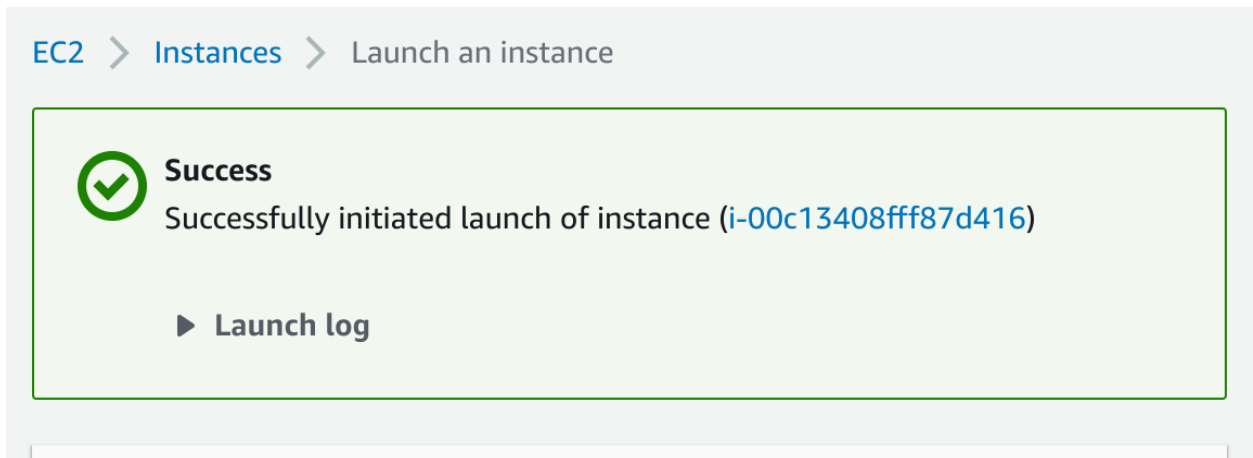 EC2 > Instances > Launch an instance
Success
Successfully initiated launch of instance (i-00c13408fff87d416)
Launch log